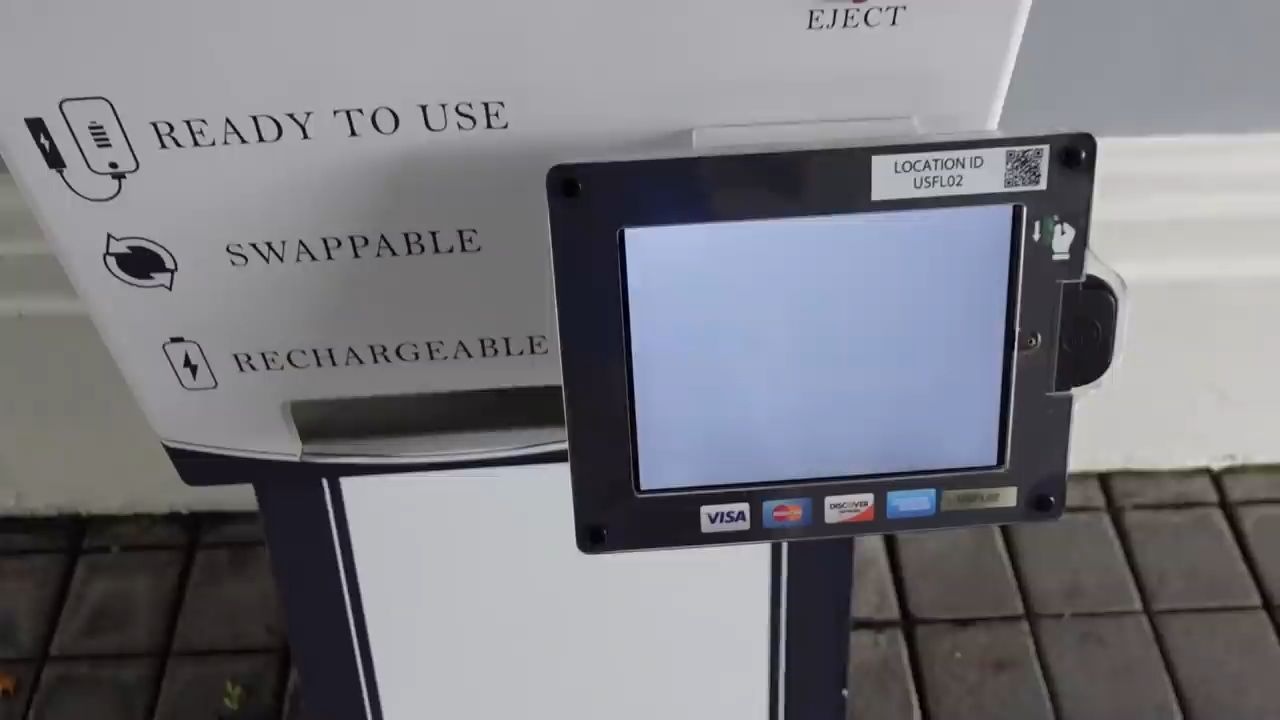 EJECT
READY TO USE
SWAPPABLE
RECHARGEABLE
LOCATION ID
USFL02
VISA
DISCOVER